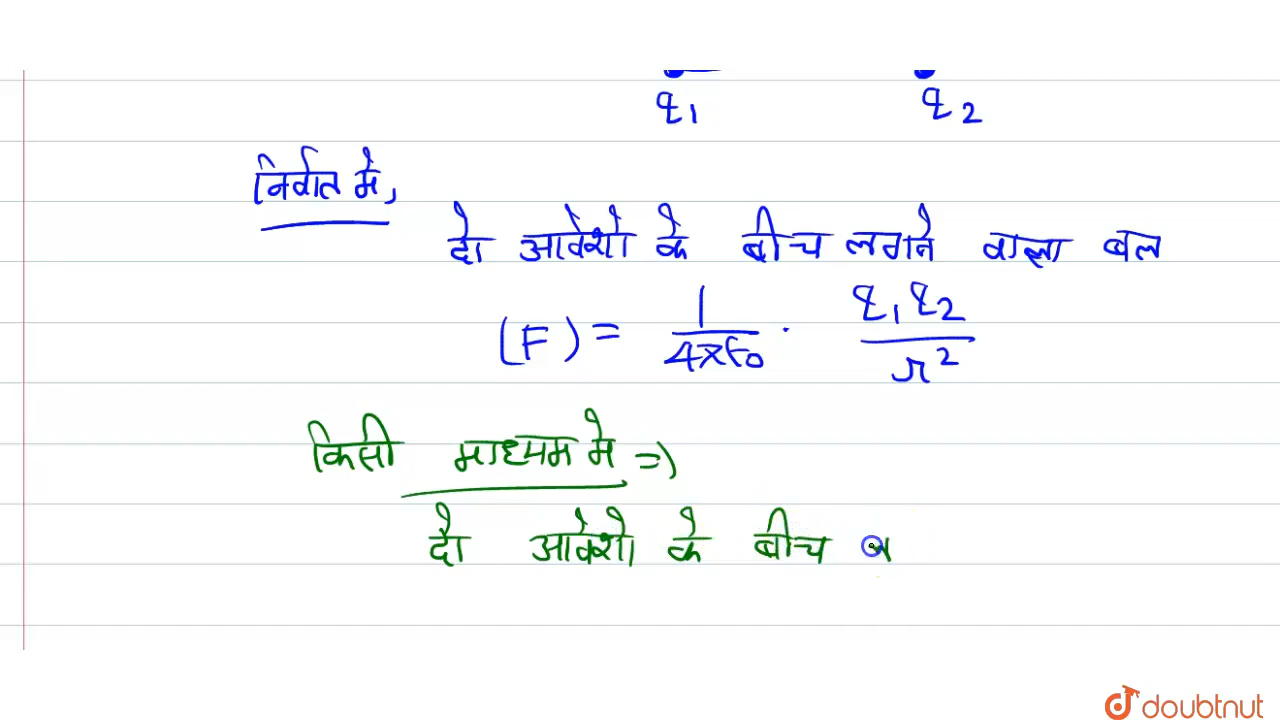 q1 q2
निर्वात मे,
दो आवेशो के बीच लगने वाला बल
(F) = 1/4πε0 · q1q2/r²
किसी माध्यम मे ⇒
दो आवेशो के बीच
doubtnut